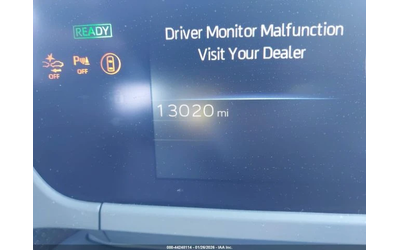 READY
Driver Monitor Malfunction
Visit Your Dealer
OFF
OFF
13020 mi